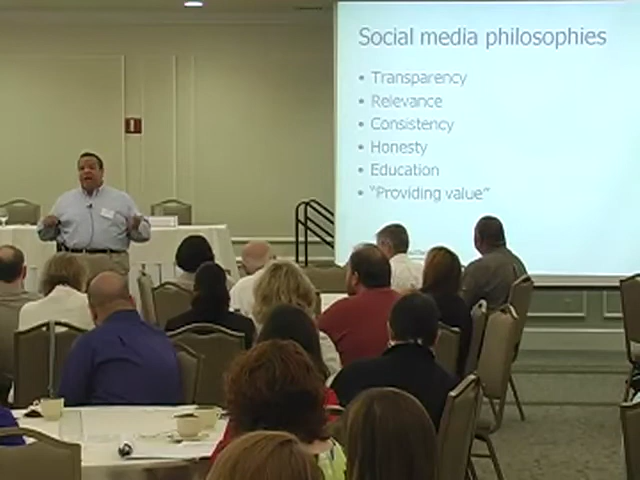 Social media philosophies
• Transparency
• Relevance
• Consistency
• Honesty
• Education
• "Providing value"